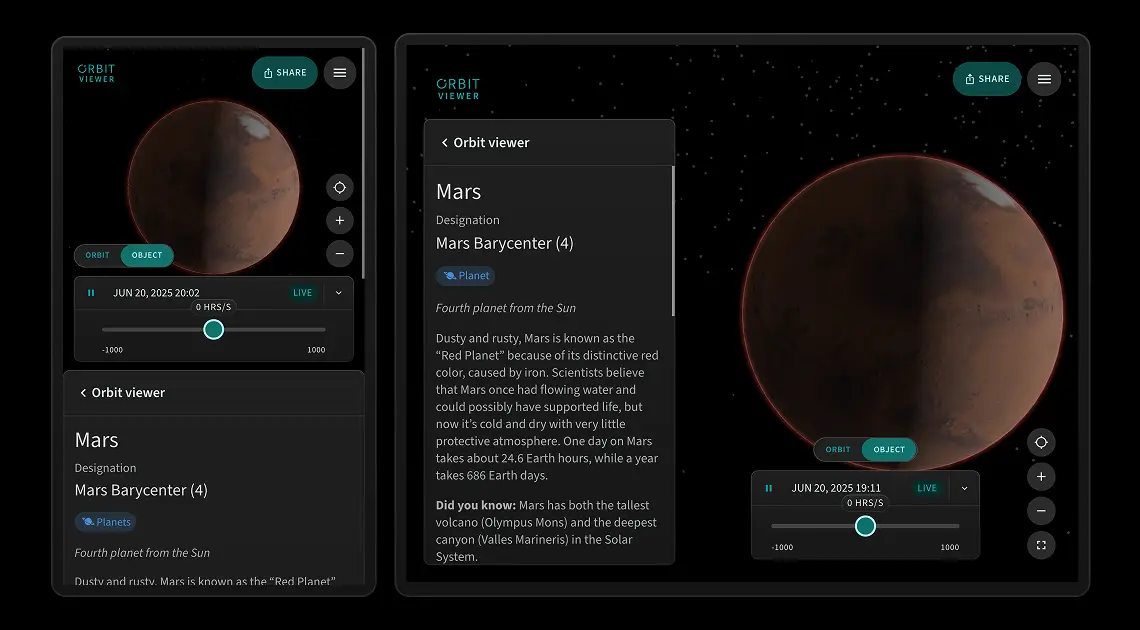 ORBIT
VIEWER
SHARE
ORBIT
OBJECT
JUN 20, 2025 20:02
LIVE
0 HRS/S
-1000
1000
Orbit viewer
Mars
Designation
Mars Barycenter (4)
Planets
Fourth planet from the Sun
Dusty and rusty, Mars is known as the “Red Planet”
ORBIT
VIEWER
SHARE
Orbit viewer
Mars
Designation
Mars Barycenter (4)
Planet
Fourth planet from the Sun
Dusty and rusty, Mars is known as the
“Red Planet” because of its distinctive red
color, caused by iron. Scientists believe
that Mars once had flowing water and
could possibly have supported life, but
now it’s cold and dry with very little
protective atmosphere. One day on Mars
takes about 24.6 Earth hours, while a year
takes 686 Earth days.
Did you know: Mars has both the tallest
volcano (Olympus Mons) and the deepest
canyon (Valles Marineris) in the Solar
System.
ORBIT
OBJECT
JUN 20, 2025 19:11
LIVE
0 HRS/S
-1000
1000